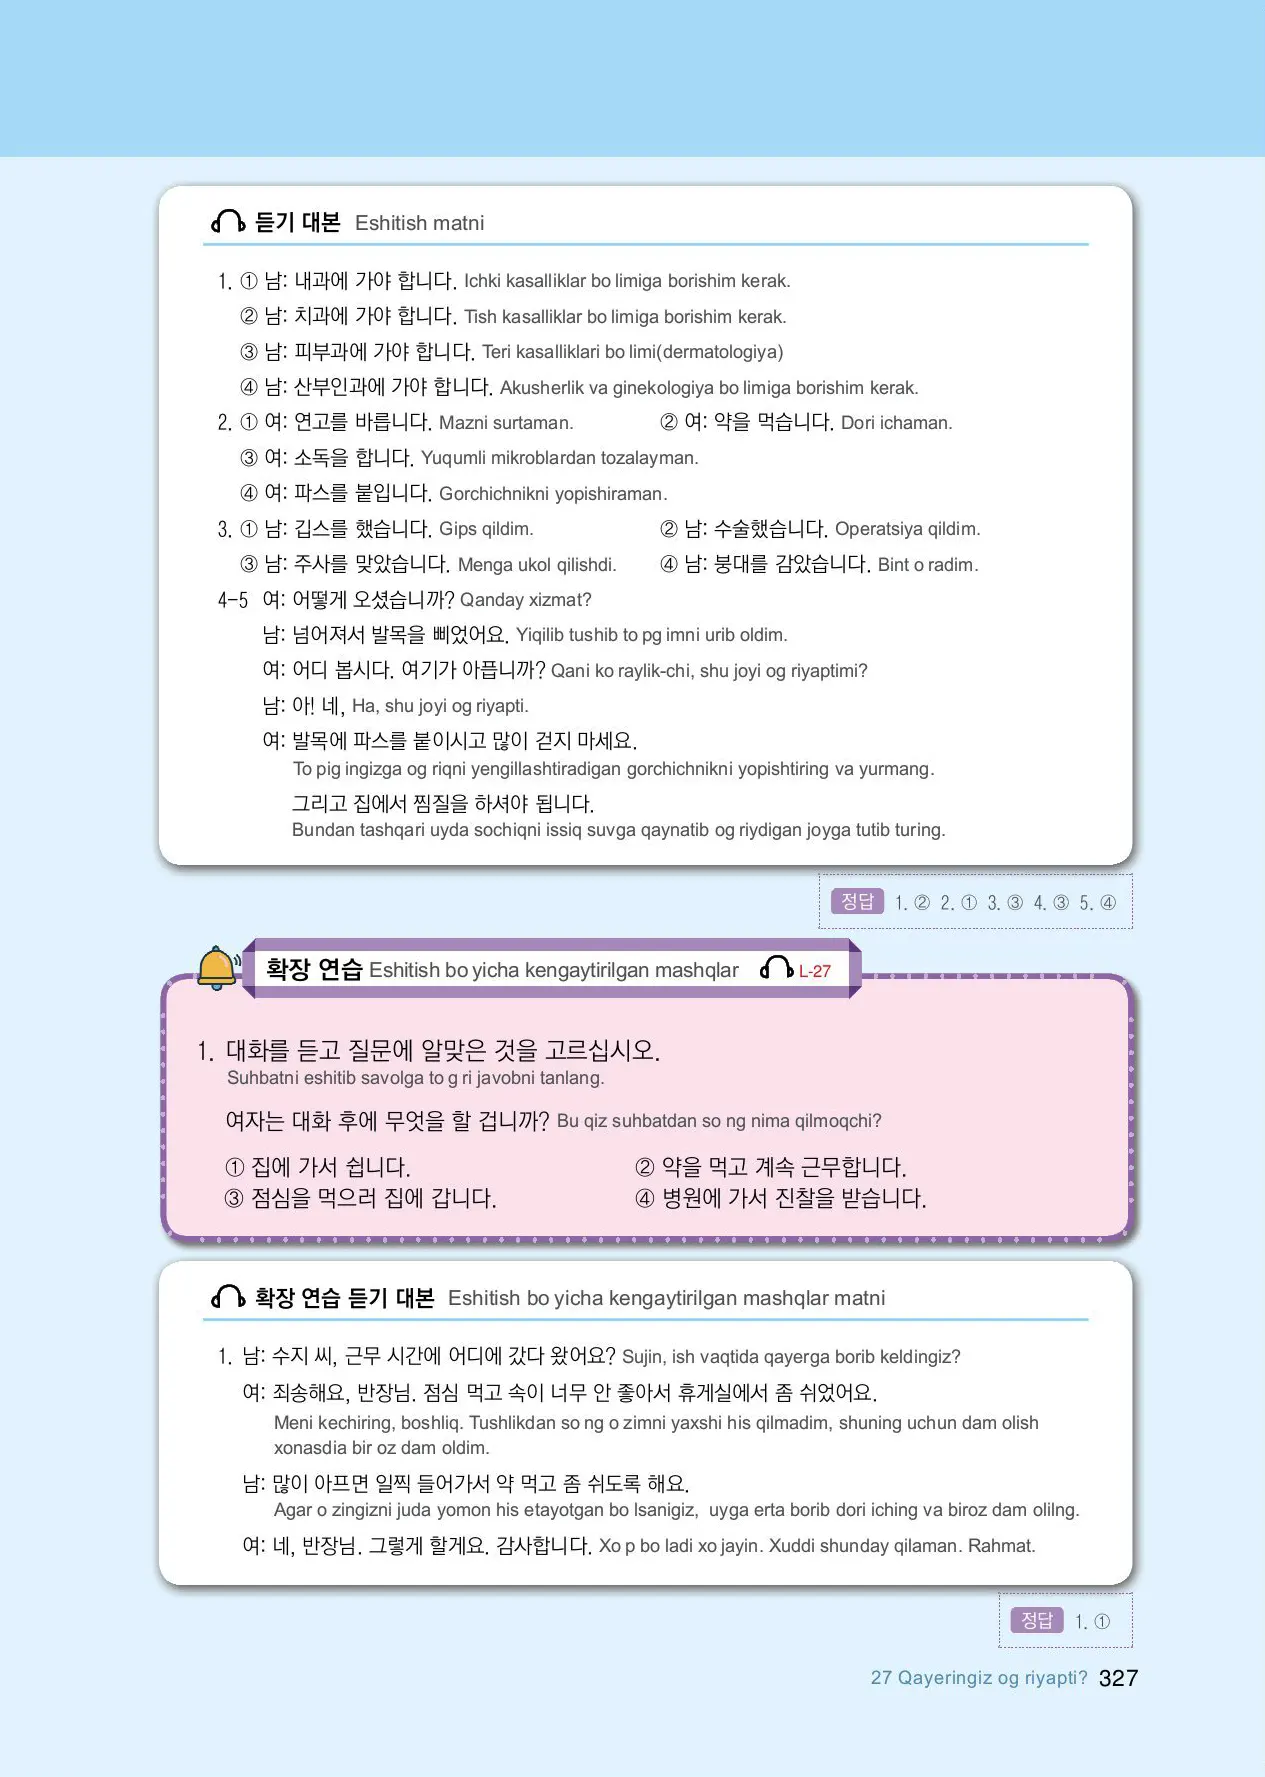 듣기 대본 Eshitish matni
1. ① 남: 내과에 가야 합니다. Ichki kasalliklar bo limiga borishim kerak.
② 남: 치과에 가야 합니다. Tish kasalliklar bo limiga borishim kerak.
③ 남: 피부과에 가야 합니다. Teri kasalliklari bo limi(dermatologiya)
④ 남: 산부인과에 가야 합니다. Akusherlik va ginekologiya bo limiga borishim kerak.
2. ① 여: 연고를 바릅니다. Mazni surtaman. ② 여: 약을 먹습니다. Dori ichaman.
③ 여: 소독을 합니다. Yuqumli mikroblardan tozalayman.
④ 여: 파스를 붙입니다. Gorchichnikni yopishiraman.
3. ① 남: 깁스를 했습니다. Gips qildim. ② 남: 수술했습니다. Operatsiya qildim.
③ 남: 주사를 맞았습니다. Menga ukol qilishdi. ④ 남: 붕대를 감았습니다. Bint o radim.
4-5 여: 어떻게 오셨습니까? Qanday xizmat?
남: 넘어져서 발목을 삐었어요. Yiqilib tushib to pg imni urib oldim.
여: 어디 봅시다. 여기가 아픕니까? Qani ko raylik-chi, shu joyi og riyaptimi?
남: 아! 네, Ha, shu joyi og riyapti.
여: 발목에 파스를 붙이시고 많이 걷지 마세요.
To pig ingizga og riqni yengillashtiradigan gorchichnikni yopishtiring va yurmang.
그리고 집에서 찜질을 하셔야 됩니다.
Bundan tashqari uyda sochiqni issiq suvga qaynatib og riydigan joyga tutib turing.
정답 1. ② 2. ① 3. ③ 4. ③ 5. ④
확장 연습 Eshitish bo yicha kengaytirilgan mashqlar L-27
1. 대화를 듣고 질문에 알맞은 것을 고르십시오.
Suhbatni eshitib savolga to g ri javobni tanlang.
여자는 대화 후에 무엇을 할 겁니까? Bu qiz suhbatdan so ng nima qilmoqchi?
① 집에 가서 쉽니다. ② 약을 먹고 계속 근무합니다.
③ 점심을 먹으러 집에 갑니다. ④ 병원에 가서 진찰을 받습니다.
확장 연습 듣기 대본 Eshitish bo yicha kengaytirilgan mashqlar matni
1. 남: 수지 씨, 근무 시간에 어디에 갔다 왔어요? Sujin, ish vaqtida qayerga borib keldingiz?
여: 죄송해요, 반장님. 점심 먹고 속이 너무 안 좋아서 휴게실에서 좀 쉬었어요.
Meni kechiring, boshliq. Tushlikdan so ng o zimni yaxshi his qilmadim, shuning uchun dam olish
xonasdia bir oz dam oldim.
남: 많이 아프면 일찍 들어가서 약 먹고 좀 쉬도록 해요.
Agar o zingizni juda yomon his etayotgan bo lsanigiz, uyga erta borib dori iching va biroz dam olilng.
여: 네, 반장님. 그렇게 할게요. 감사합니다. Xo p bo ladi xo jayin. Xuddi shunday qilaman. Rahmat.
정답 1. ①
27 Qayeringiz og riyapti? 327